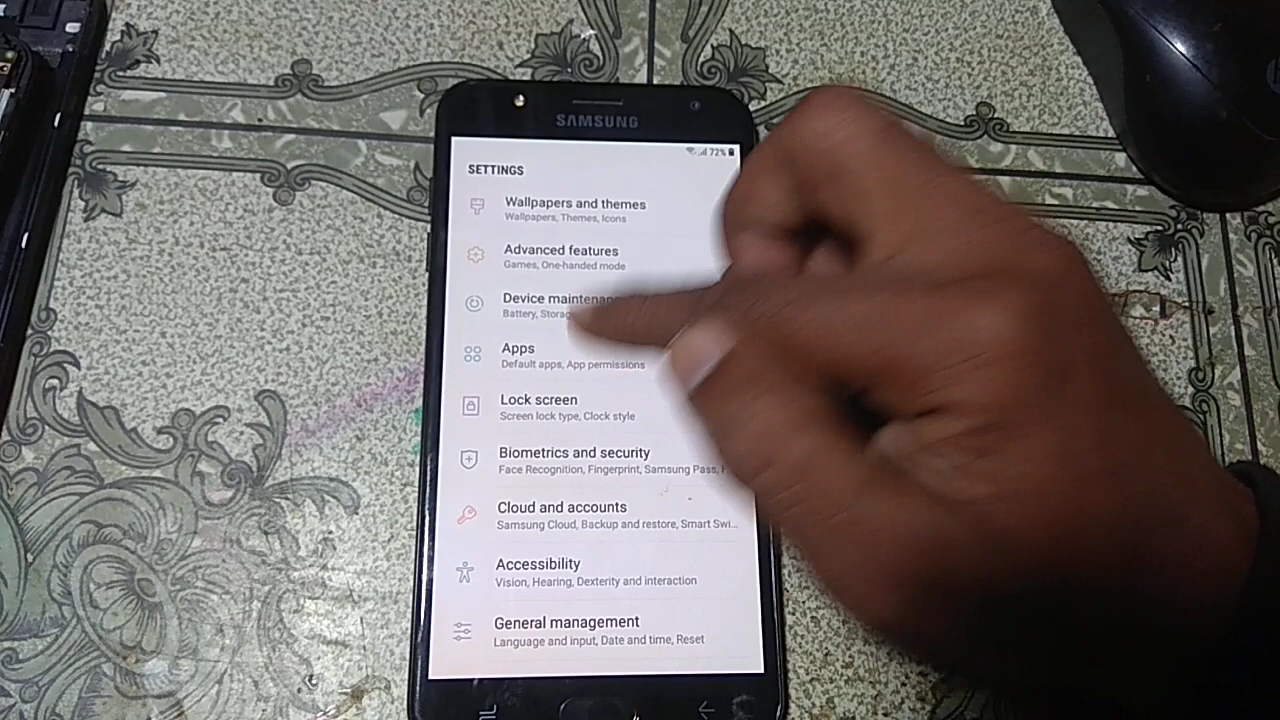 SAMSUNG
72%
SETTINGS
Wallpapers and themes
Wallpapers, Themes, Icons
Advanced features
Games, One-handed mode
Device
Battery,
Apps
Default apps, App permissions
Lock screen
Screen lock type, Clock style
Biometrics and security
Face Recognition, Fingerprint, Samsung Pass,
Cloud and accounts
Samsung Cloud, Backup and restore, Smart Swi...
Accessibility
Vision, Hearing, Dexterity and interaction
General management
Language and input, Date and time, Reset